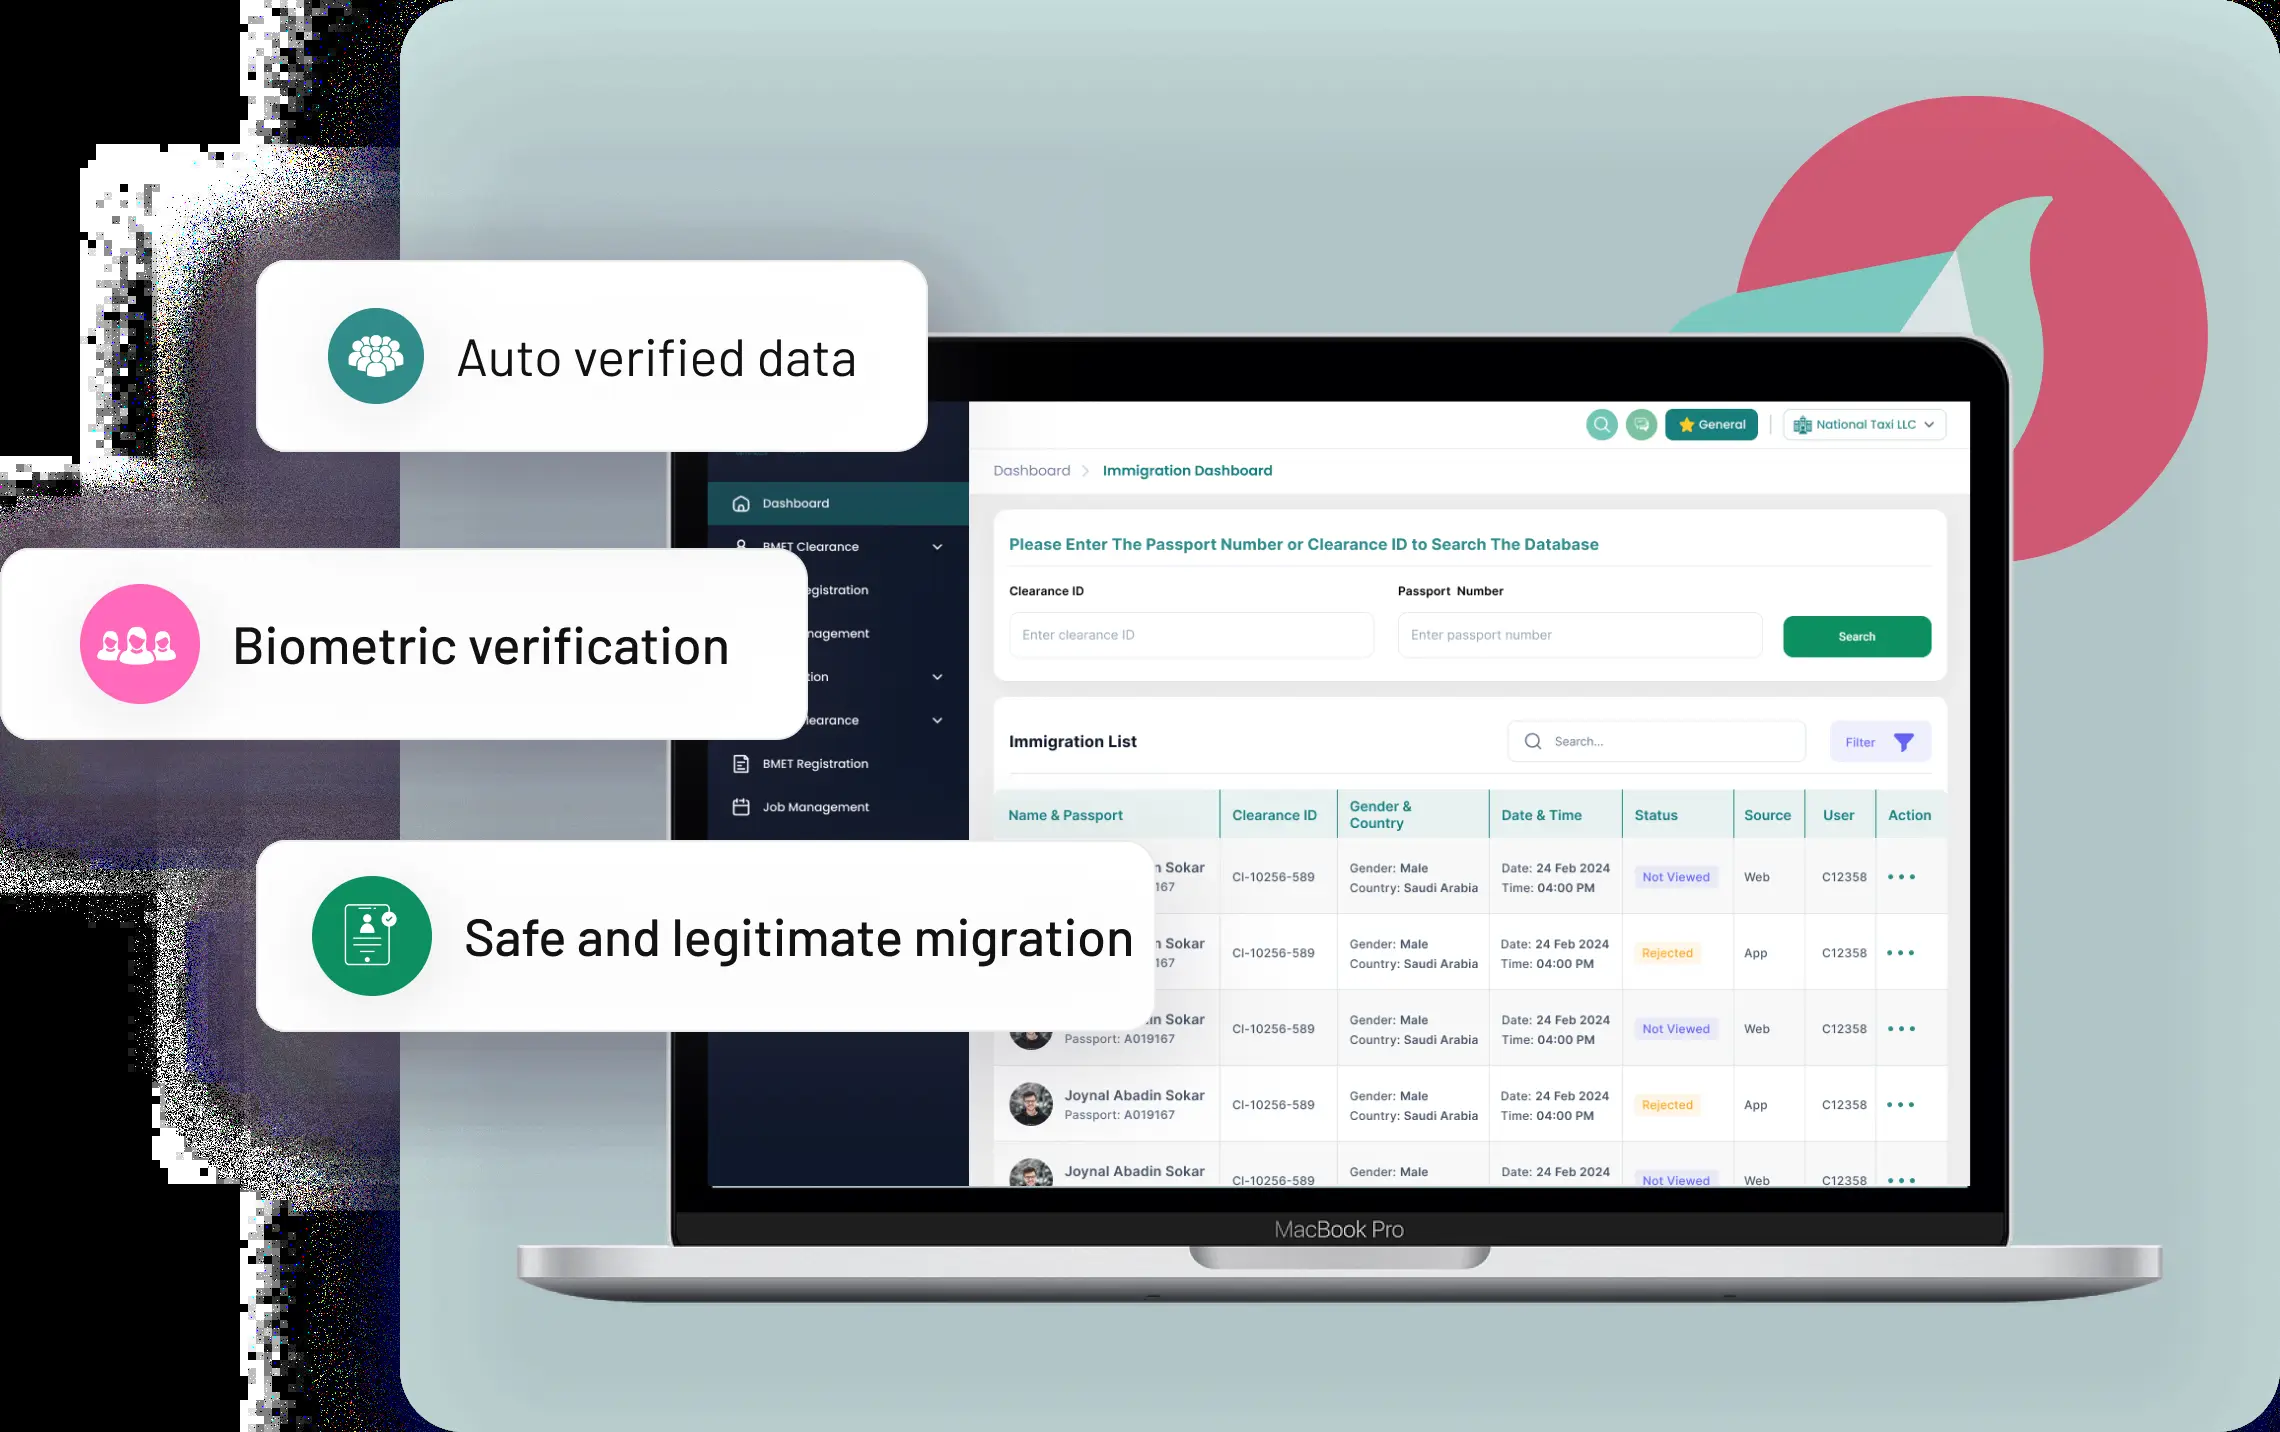 Auto verified data
Biometric verification
Safe and legitimate migration
General
National Taxi LLC
Dashboard
Immigration Dashboard
Dashboard
BMET Clearance
egistration
nagement
tion
learance
BMET Registration
Job Management
Please Enter The Passport Number or Clearance ID to Search The Database
Clearance ID
Passport Number
Enter clearance ID
Enter passport number
Search
Immigration List
Search...
Filter
Name & Passport
Clearance ID
Gender &
Country
Date & Time
Status
Source
User
Action
n Sokar
167
CI-10256-589
Gender: Male
Country: Saudi Arabia
Date: 24 Feb 2024
Time: 04:00 PM
Not Viewed
Web
C12358
n Sokar
167
CI-10256-589
Gender: Male
Country: Saudi Arabia
Date: 24 Feb 2024
Time: 04:00 PM
Rejected
App
C12358
in Sokar
Passport: A019167
CI-10256-589
Gender: Male
Country: Saudi Arabia
Date: 24 Feb 2024
Time: 04:00 PM
Not Viewed
Web
C12358
Joynal Abadin Sokar
Passport: A019167
CI-10256-589
Gender: Male
Country: Saudi Arabia
Date: 24 Feb 2024
Time: 04:00 PM
Rejected
App
C12358
Joynal Abadin Sokar
CI-10256-589
Gender: Male
Date: 24 Feb 2024
Not Viewed
Web
C12358
MacBook Pro